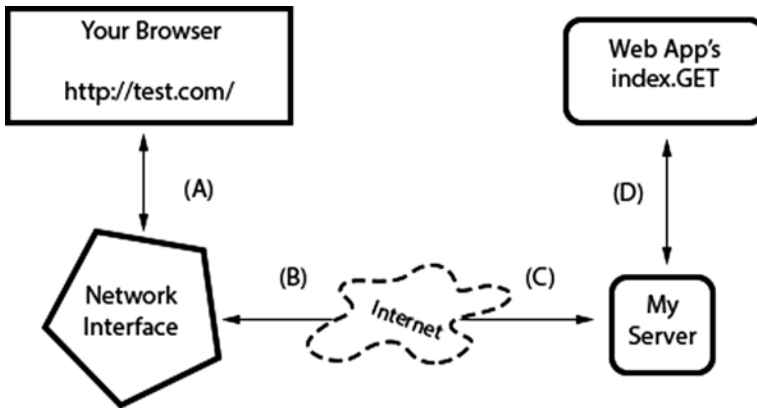 Your Browser
http://test.com/
Web App's
index.GET
(A)
(D)
Network
Interface
(B)
Internet
(C)
My
Server